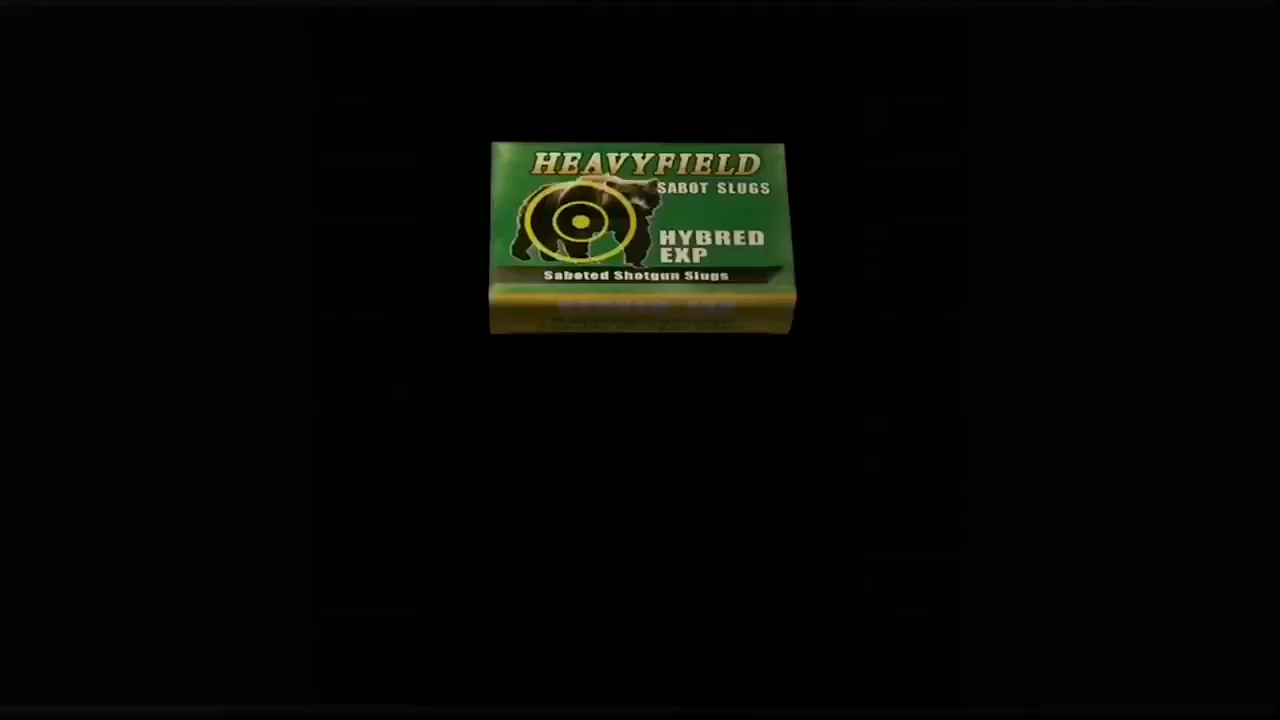 HEAVYFIELD
SABOT SLUGS
HYBRED
EXP
Saboted Shotgun Slugs